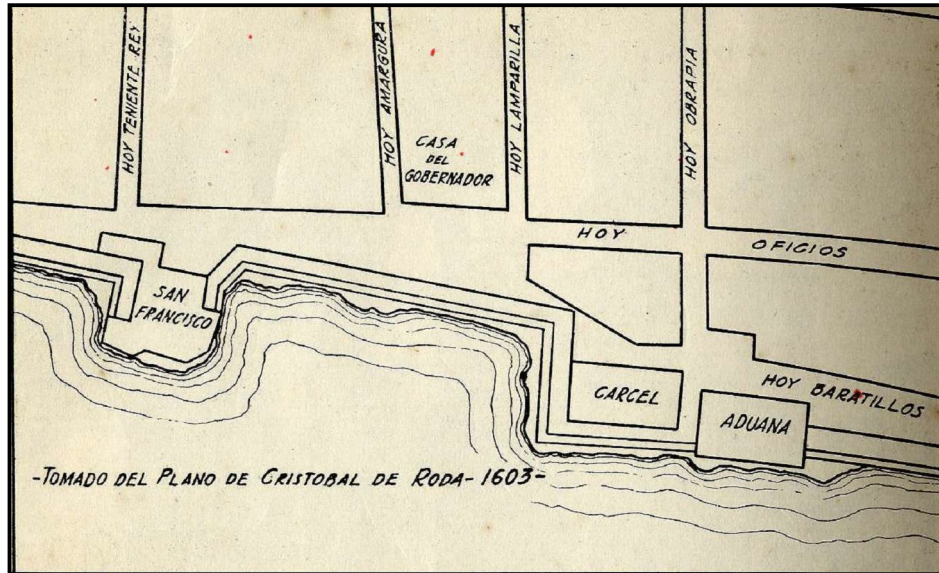 HOY TENIENTE REY
HOY AMARGURA
CASA
DEL
GOBERNADOR
HOY LAMPARILLA
HOY OBRAPIA
HOY
OFICIOS
SAN
FRANCISCO
CARCEL
ADUANA
HOY BARATILLOS
-TOMADO DEL PLANO DE CRISTOBAL DE RODA-1603-